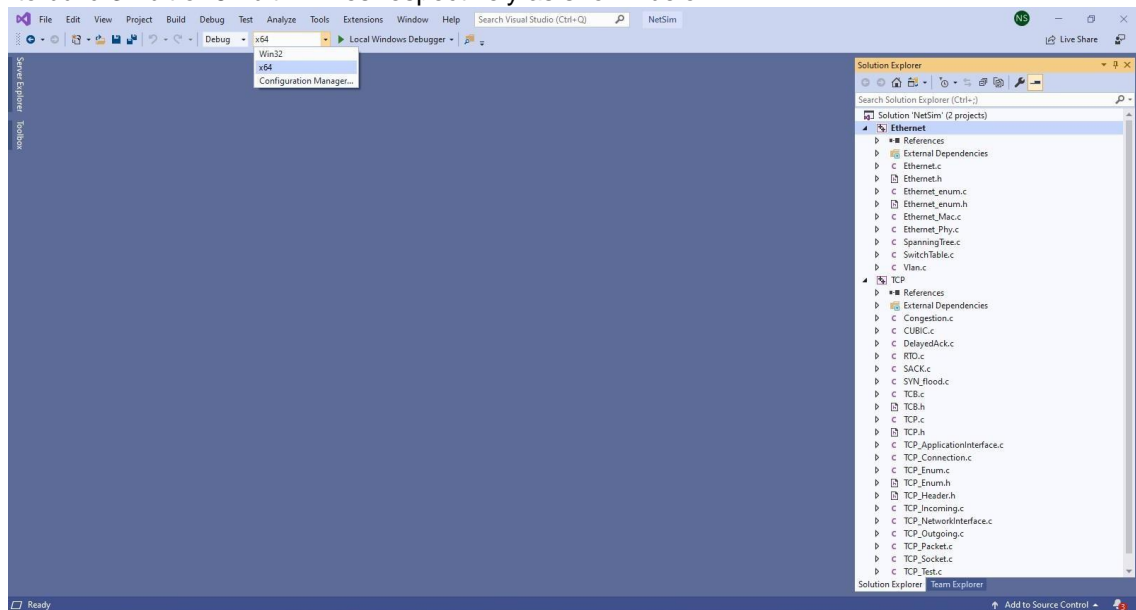 File Edit View Project Build Debug Test Analyze Tools Extensions Window Help Search Visual Studio (Ctrl+Q) NetSim NS
Debug x64 Local Windows Debugger Live Share
Win32
x64
Configuration Manager...
Server Explorer
Toolbox
Solution Explorer
Search Solution Explorer (Ctrl+;)
Solution 'NetSim' (2 projects)
Ethernet
References
External Dependencies
Ethernet.c
Ethernet.h
Ethernet_enum.c
Ethernet_enum.h
Ethernet_Mac.c
Ethernet_Phy.c
SpanningTree.c
SwitchTable.c
Vlan.c
TCP
References
External Dependencies
Congestion.c
CUBIC.c
DelayedAck.c
RTO.c
SACK.c
SYN_flood.c
TCB.c
TCB.h
TCP.c
TCP.h
TCP_ApplicationInterface.c
TCP_Connection.c
TCP_Enum.c
TCP_Enum.h
TCP_Header.h
TCP_Incoming.c
TCP_NetworkInterface.c
TCP_Outgoing.c
TCP_Packet.c
TCP_Socket.c
TCP_Test.c
Solution Explorer Team Explorer
Ready Add to Source Control